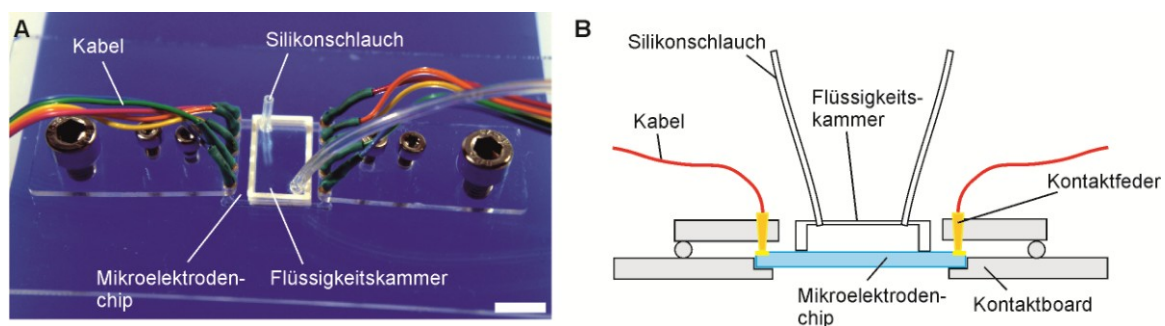 A
Kabel
Silikonschlauch
Mikroelektroden-
chip
Flüssigkeitskammer
B
Silikonschlauch
Flüssigkeits-
kammer
Kabel
Kontaktfeder
Mikroelektroden-
chip
Kontaktboard